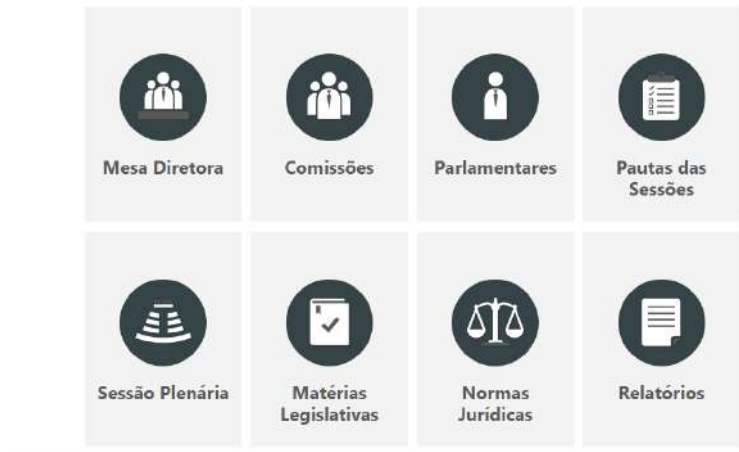 Mesa Diretora
Comissões
Parlamentares
Pautas das
Sessões
Sessão Plenária
Matérias
Legislativas
Normas
Jurídicas
Relatórios